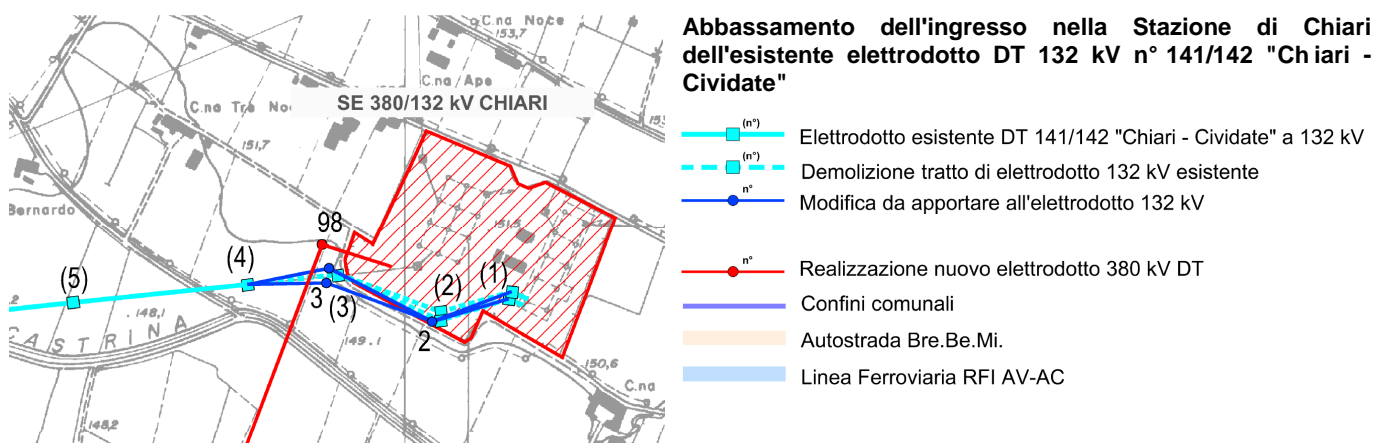 C.na Noce
153,7
C.na Ape
SE 380/132 kV CHIARI
C.na Tre Noc
151,7
Bernardo
98
151,5
(4)
(1)
(5)
(2)
3
(3)
2
148,1
CASTRINA
149.1
150,6
C.na
148,2
Abbassamento dell'ingresso nella Stazione di Chiari
dell'esistente elettrodotto DT 132 kV n° 141/142 "Ch iari -
Cividate"
(n°)
Elettrodotto esistente DT 141/142 "Chiari - Cividate" a 132 kV
(n°)
Demolizione tratto di elettrodotto 132 kV esistente
n°
Modifica da apportare all'elettrodotto 132 kV
n°
Realizzazione nuovo elettrodotto 380 kV DT
Confini comunali
Autostrada Bre.Be.Mi.
Linea Ferroviaria RFI AV-AC